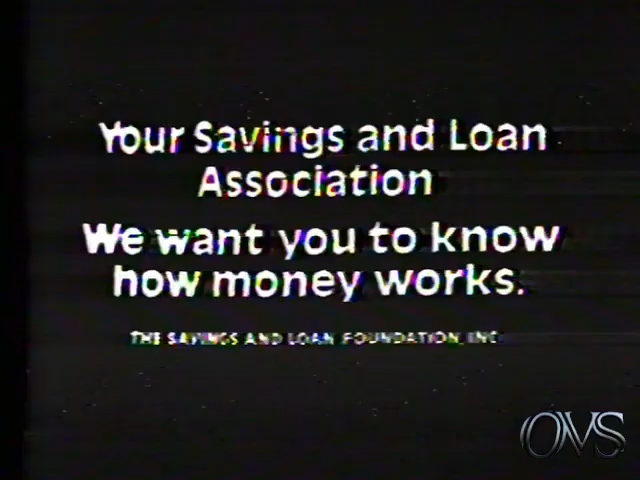 Your Savings and Loan
Association
We want you to know
how money works.
THE SAVINGS AND LOAN FOUNDATION, INC.
OVS